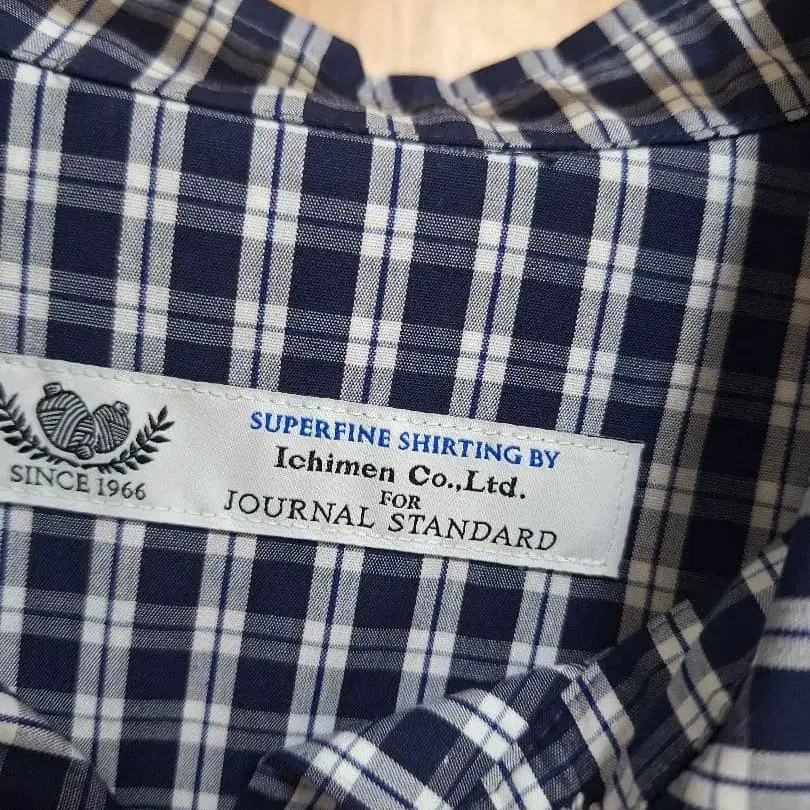 SINCE 1966
SUPERFINE SHIRTING BY
Ichimen Co.,Ltd.
FOR
JOURNAL STANDARD